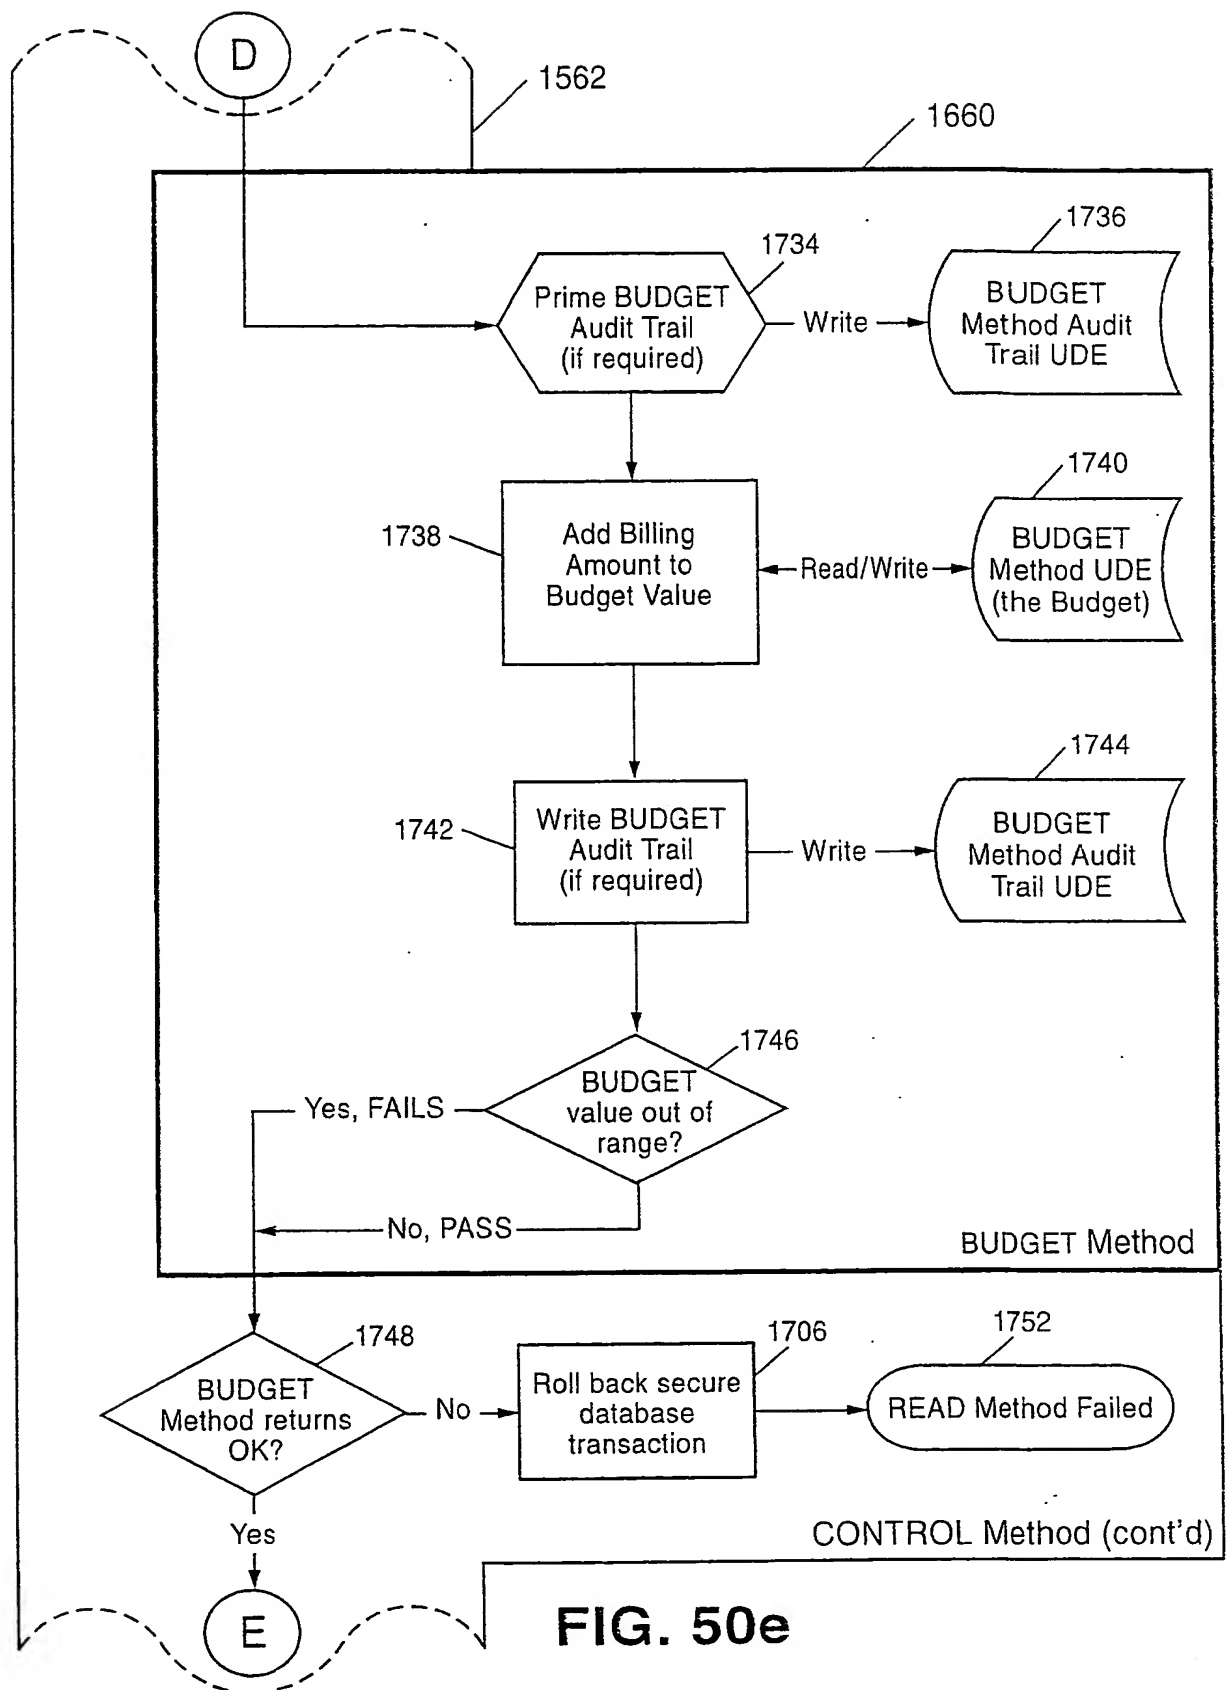 D
1562
1660
1734
1736
Prime BUDGET
Audit Trail
(if required)
Write
BUDGET
Method Audit
Trail UDE
1738
Add Billing
Amount to
Budget Value
Read/Write
1740
BUDGET
Method UDE
(the Budget)
1742
Write BUDGET
Audit Trail
(if required)
Write
1744
BUDGET
Method Audit
Trail UDE
1746
BUDGET
value out of
range?
Yes, FAILS
No, PASS
BUDGET Method
1748
BUDGET
Method returns
OK?
No
1706
Roll back secure
database
transaction
1752
READ Method Failed
Yes
CONTROL Method (cont'd)
E
FIG. 50e